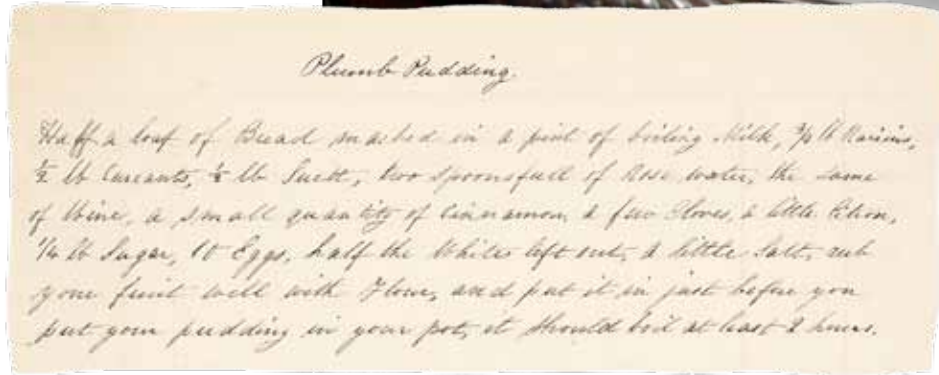 Plumb Pudding.
Haff a loaf of Bread mashed in a pint of boiling Milk, 3/4 lb Raisins,
1/2 lb Currants, lb Suett, two spoonsfull of Rose water, the same
of Wine, a small quantity of Cinnamon, a few Cloves, a little Citron,
1/4 lb Sugar, 10 Eggs, half the Whites left out, a little Salt, rub
your fruit well with Flour, and put it in just before you
put your pudding in your pot, it should boil at least 2 hours.